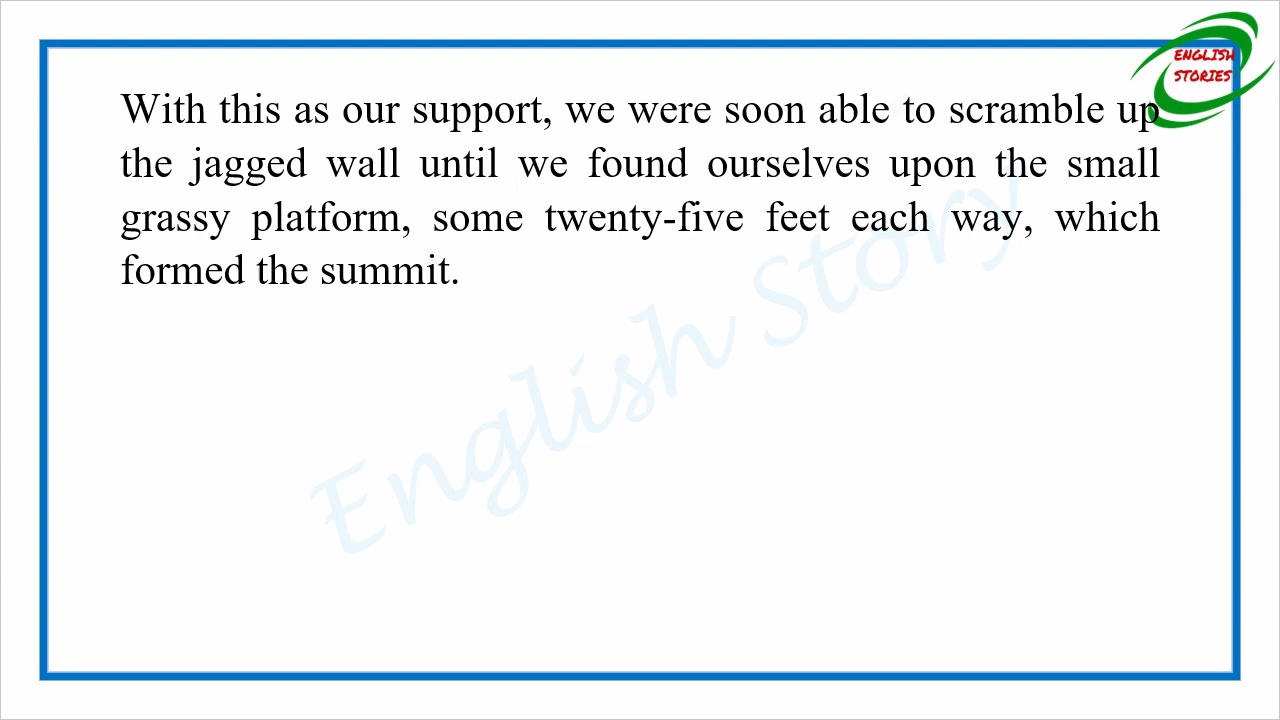 ENGLISH
STORIES
With this as our support, we were soon able to scramble up
the jagged wall until we found ourselves upon the small
grassy platform, some twenty-five feet each way, which
formed the summit.
English Story